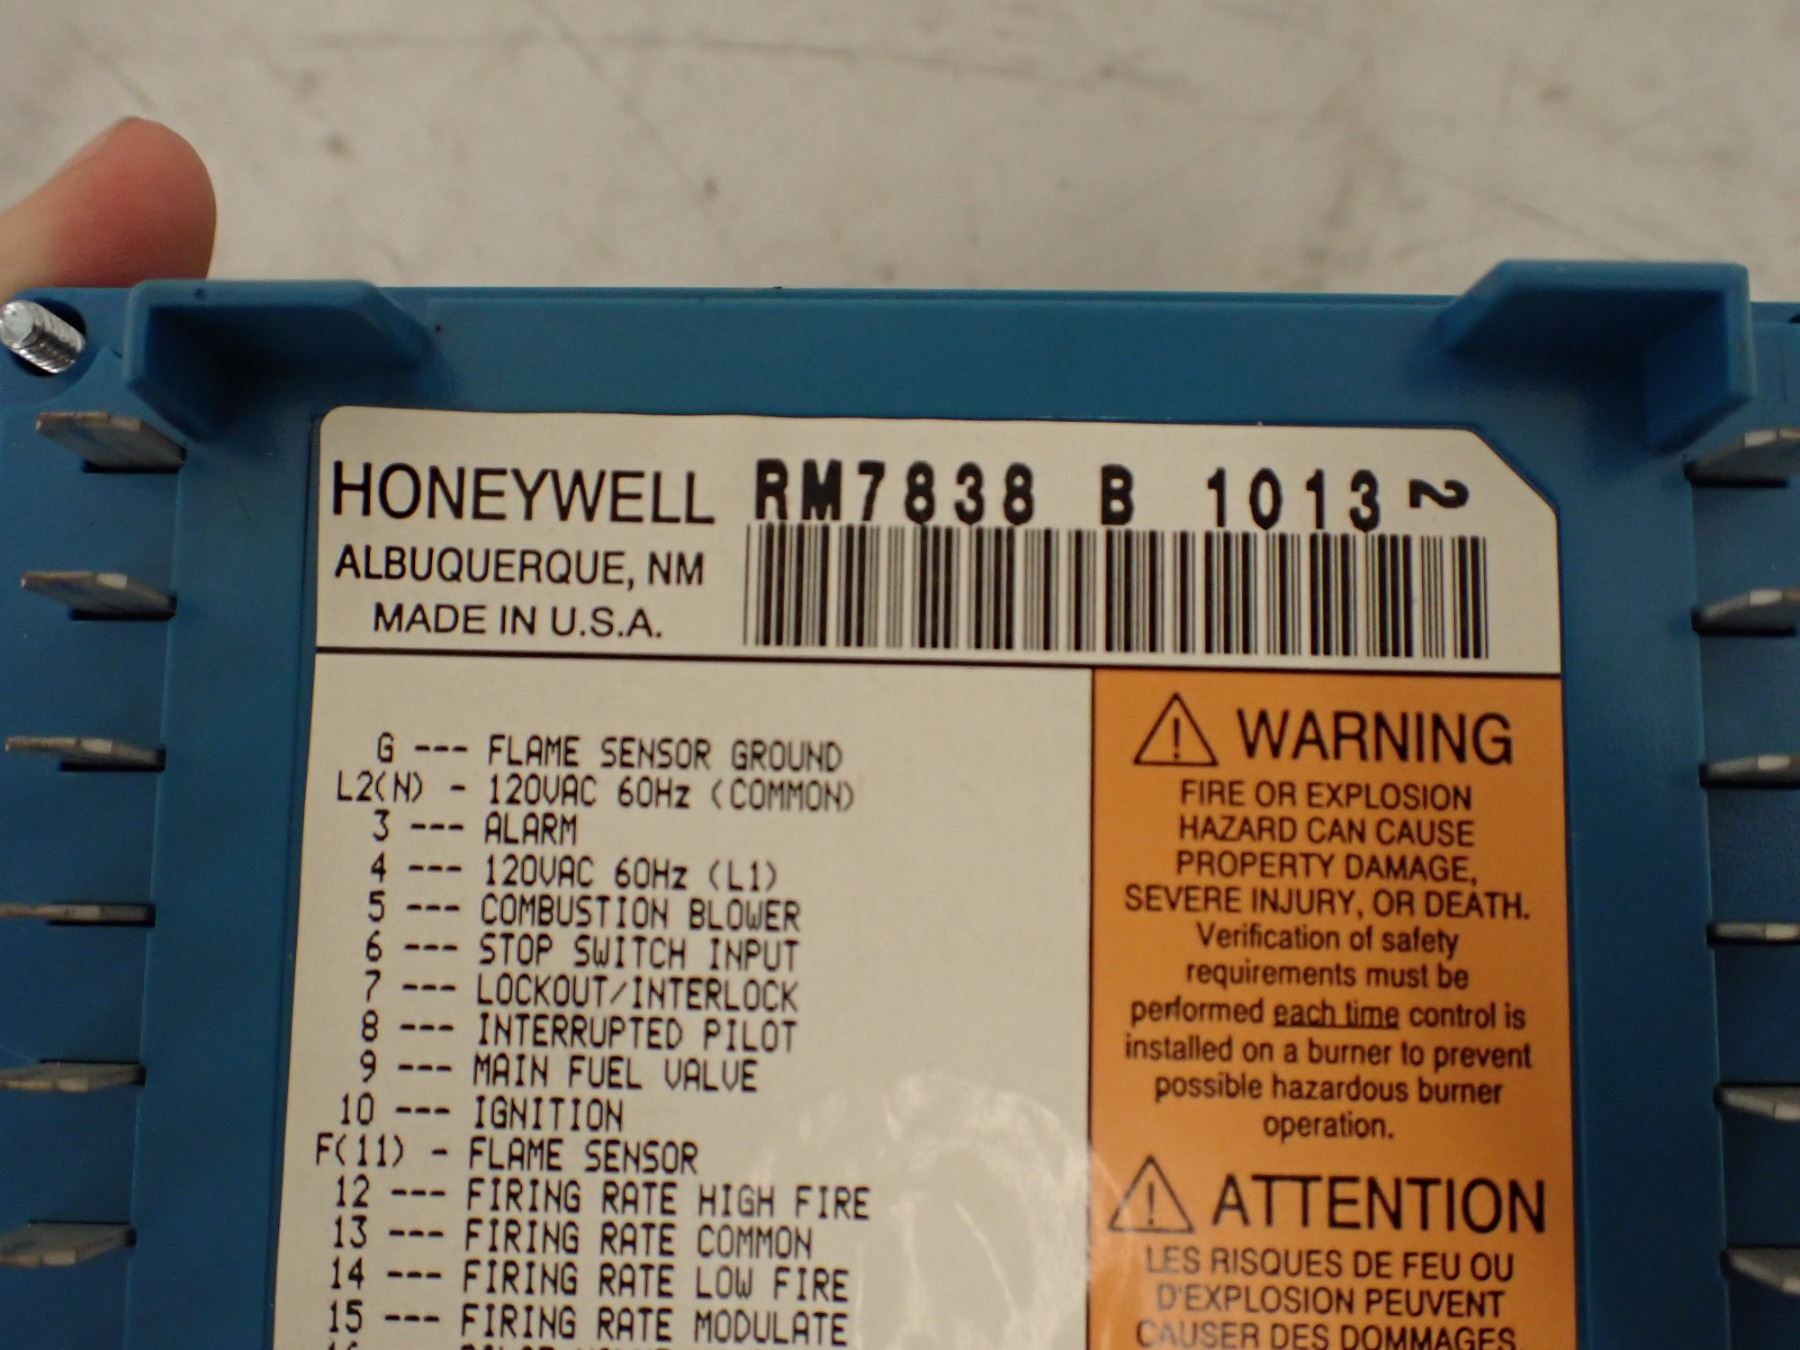 HONEYWELL RM7838 B 1013 2
ALBUQUERQUE, NM
MADE IN U.S.A.
G --- FLAME SENSOR GROUND
L2(N) - 120VAC 60Hz (COMMON)
3 --- ALARM
4 --- 120VAC 60Hz (L1)
5 --- COMBUSTION BLOWER
6 --- STOP SWITCH INPUT
7 --- LOCKOUT/INTERLOCK
8 --- INTERRUPTED PILOT
9 --- MAIN FUEL VALVE
10 --- IGNITION
F(11) - FLAME SENSOR
12 --- FIRING RATE HIGH FIRE
13 --- FIRING RATE COMMON
14 --- FIRING RATE LOW FIRE
15 --- FIRING RATE MODULATE
WARNING
FIRE OR EXPLOSION
HAZARD CAN CAUSE
PROPERTY DAMAGE,
SEVERE INJURY, OR DEATH.
Verification of safety
requirements must be
performed each time control is
installed on a burner to prevent
possible hazardous burner
operation.
ATTENTION
LES RISQUES DE FEU OU
D'EXPLOSION PEUVENT
CAUSER DES DOMMAGES,